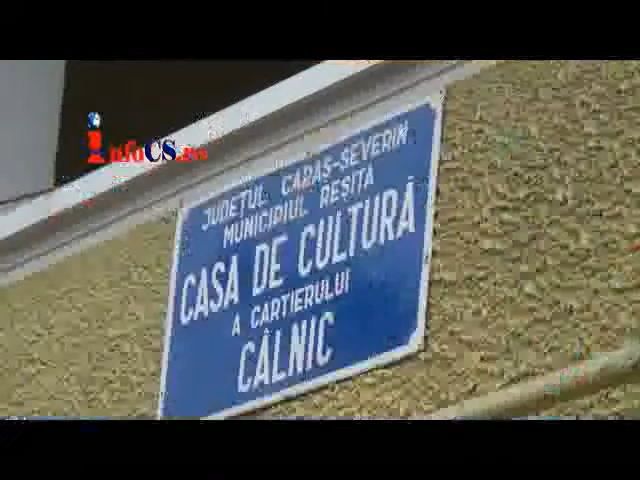 InfoCS.ro
JUDEȚUL CARAȘ-SEVERIN
MUNICIPIUL REȘIȚA
CASA DE CULTURĂ
A CARTIERULUI
CÂLNIC